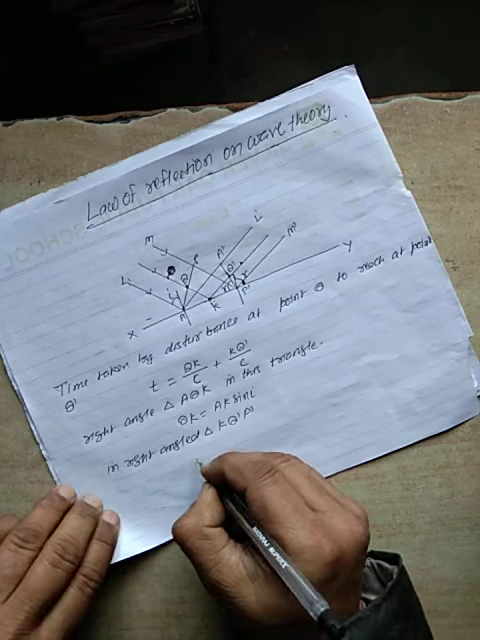 Law of reflection on wave theory.
M
L
P
A'
L'
M'
Q
Q'
i
r
X
A
K
P'
Y
Time taken by disturbance at point Q to reach at point
Q'
t = QK/C + KQ'/C
right angle Δ AQK in this triangle.
QK = AK sin i
in right angled Δ KQ'P'